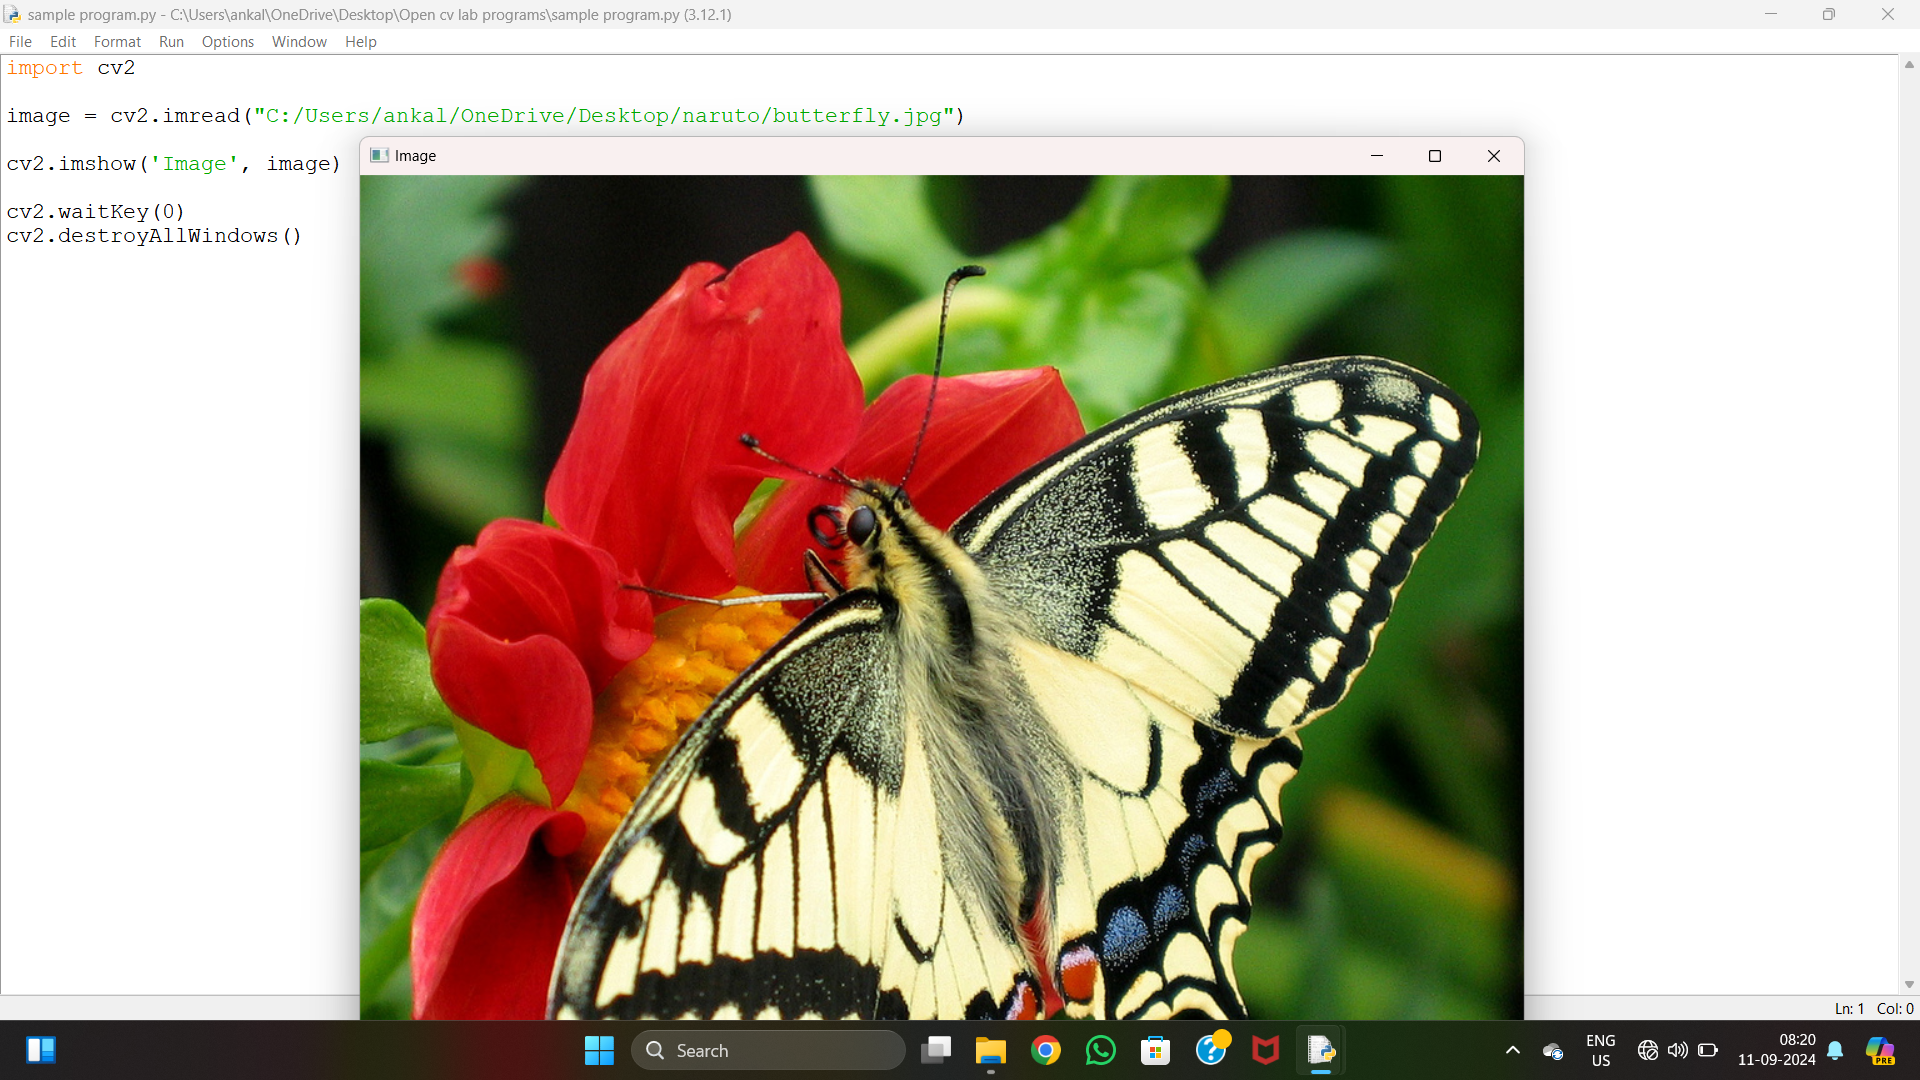 sample program.py - C:\Users\ankal\OneDrive\Desktop\Open cv lab programs\sample program.py (3.12.1)
File Edit Format Run Options Window Help
import cv2
image = cv2.imread("C:/Users/ankal/OneDrive/Desktop/naruto/butterfly.jpg")
Image
cv2.imshow('Image', image)
cv2.waitKey(0)
cv2.destroyAllWindows()
Ln: 1 Col: 0
Search
ENG
US
08:20
11-09-2024
PRE